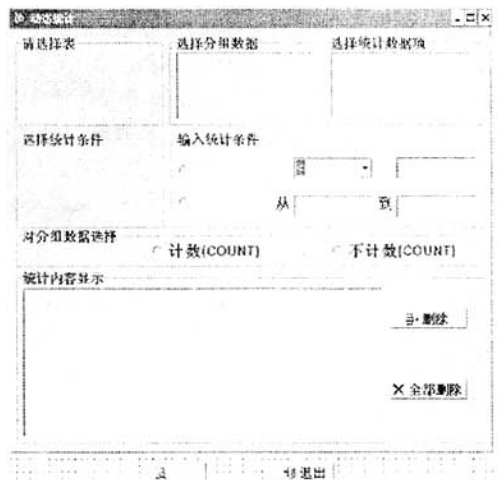 动态统计
请选择表 选择分组数据 选择统计数据项
选择统计条件 输入统计条件
从 到
对分组数据选择
计数(COUNT) 不计数(COUNT)
统计内容显示
删除
全部删除
退出